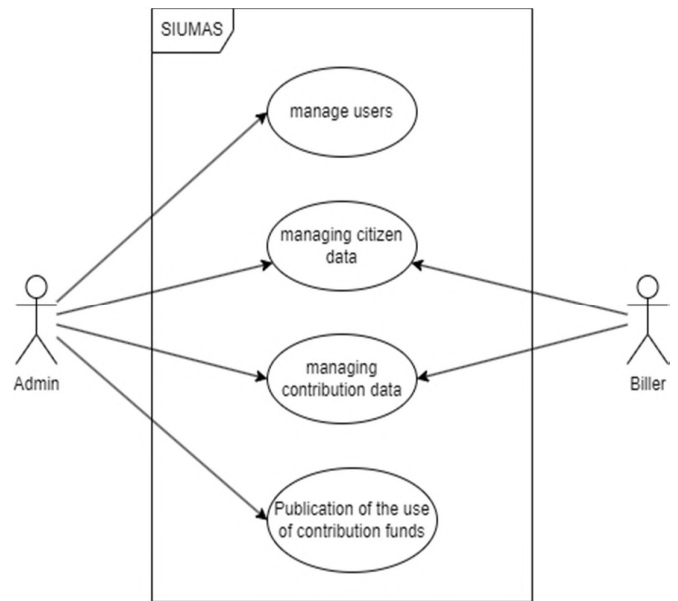 SIUMAS
manage users
managing citizen
data
managing
contribution data
Publication of the use
of contribution funds
Admin
Biller